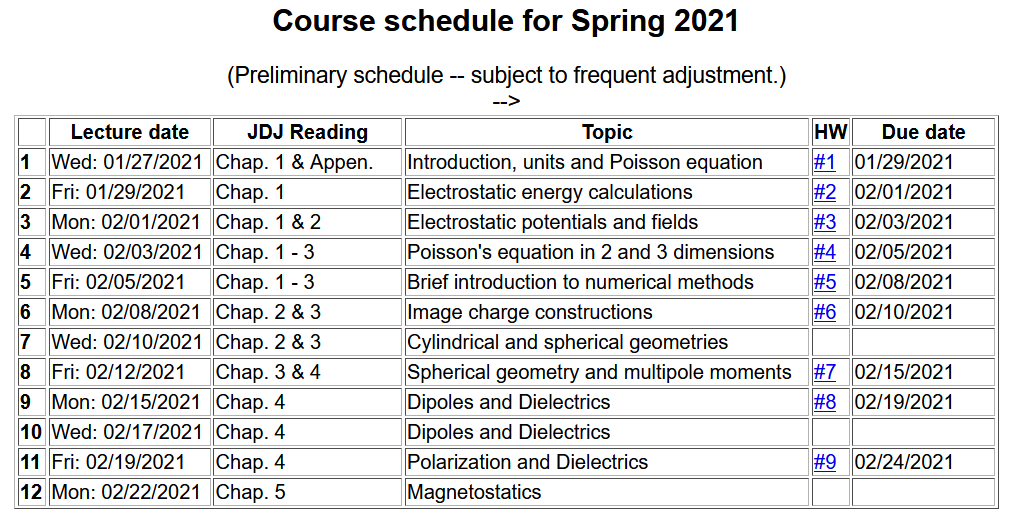 Course schedule for Spring 2021
(Preliminary schedule -- subject to frequent adjustment.)
-->
Lecture date JDJ Reading Topic HW Due date
1 Wed: 01/27/2021 Chap. 1 & Appen. Introduction, units and Poisson equation #1 01/29/2021
2 Fri: 01/29/2021 Chap. 1 Electrostatic energy calculations #2 02/01/2021
3 Mon: 02/01/2021 Chap. 1 & 2 Electrostatic potentials and fields #3 02/03/2021
4 Wed: 02/03/2021 Chap. 1 - 3 Poisson's equation in 2 and 3 dimensions #4 02/05/2021
5 Fri: 02/05/2021 Chap. 1 - 3 Brief introduction to numerical methods #5 02/08/2021
6 Mon: 02/08/2021 Chap. 2 & 3 Image charge constructions #6 02/10/2021
7 Wed: 02/10/2021 Chap. 2 & 3 Cylindrical and spherical geometries
8 Fri: 02/12/2021 Chap. 3 & 4 Spherical geometry and multipole moments #7 02/15/2021
9 Mon: 02/15/2021 Chap. 4 Dipoles and Dielectrics #8 02/19/2021
10 Wed: 02/17/2021 Chap. 4 Dipoles and Dielectrics
11 Fri: 02/19/2021 Chap. 4 Polarization and Dielectrics #9 02/24/2021
12 Mon: 02/22/2021 Chap. 5 Magnetostatics